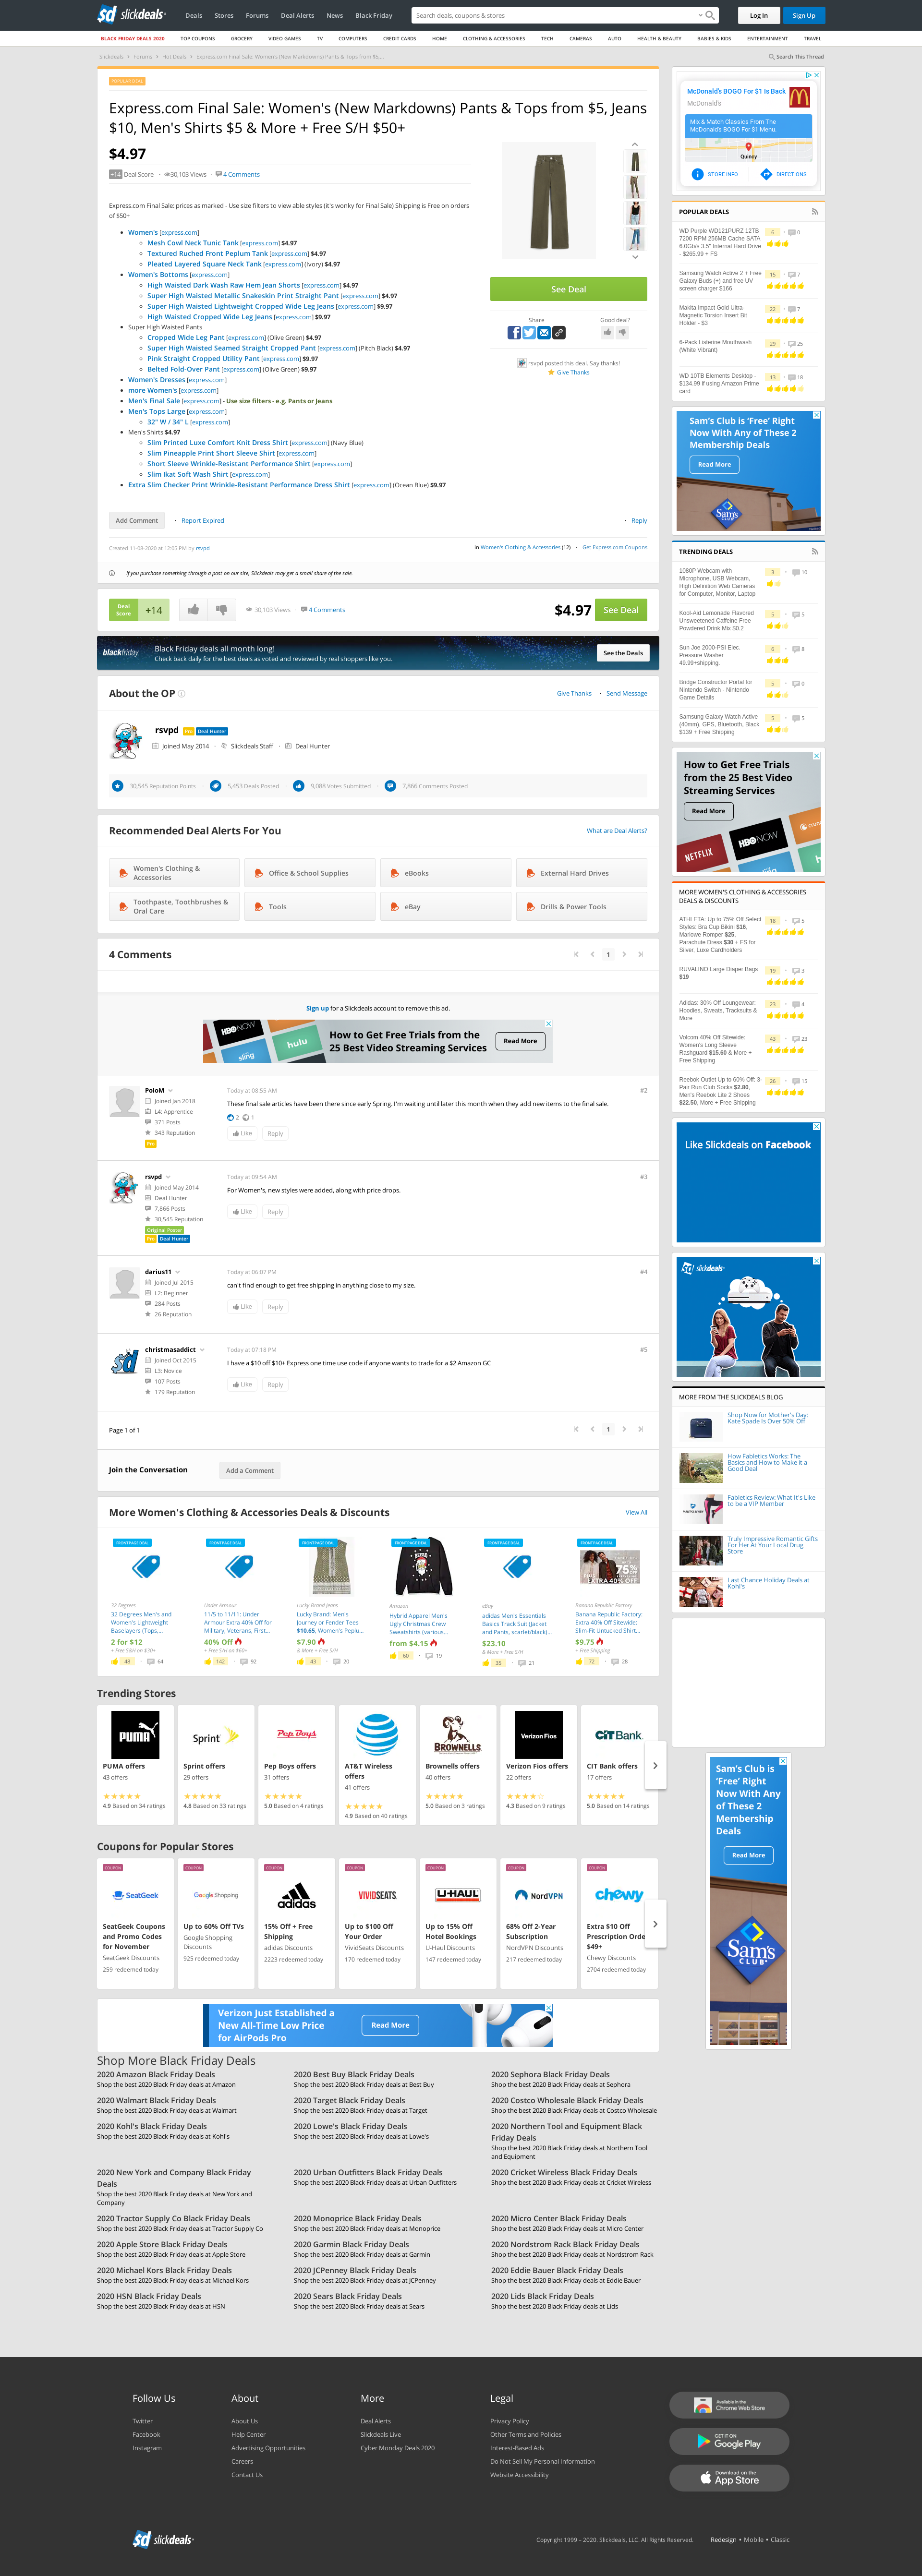 slickdeals
Deals Stores Forums Deal Alerts News Black Friday
Search deals, coupons & stores
Log In
Sign Up
BLACK FRIDAY DEALS 2020 TOP COUPONS GROCERY VIDEO GAMES TV COMPUTERS CREDIT CARDS HOME CLOTHING & ACCESSORIES TECH CAMERAS AUTO HEALTH & BEAUTY BABIES & KIDS ENTERTAINMENT TRAVEL
Slickdeals > Forums > Hot Deals > Express.com Final Sale: Women's (New Markdowns) Pants & Tops from $5,...
Search This Thread
POPULAR DEAL
Express.com Final Sale: Women's (New Markdowns) Pants & Tops from $5, Jeans
$10, Men's Shirts $5 & More + Free S/H $50+
$4.97
+14 Deal Score 30,103 Views 4 Comments
Express.com Final Sale: prices as marked - Use size filters to view able styles (it's wonky for Final Sale) Shipping is Free on orders
of $50+
Women's [express.com]
Mesh Cowl Neck Tunic Tank [express.com] $4.97
Textured Ruched Front Peplum Tank [express.com] $4.97
Pleated Layered Square Neck Tank [express.com] (Ivory) $4.97
Women's Bottoms [express.com]
High Waisted Dark Wash Raw Hem Jean Shorts [express.com] $4.97
Super High Waisted Metallic Snakeskin Print Straight Pant [express.com] $4.97
Super High Waisted Lightweight Cropped Wide Leg Jeans [express.com] $9.97
High Waisted Cropped Wide Leg Jeans [express.com] $9.97
Super High Waisted Pants
Cropped Wide Leg Pant [express.com] (Olive Green) $4.97
Super High Waisted Seamed Straight Cropped Pant [express.com] (Pitch Black) $4.97
Pink Straight Cropped Utility Pant [express.com] $9.97
Belted Fold-Over Pant [express.com] (Olive Green) $9.97
Women's Dresses [express.com]
more Women's [express.com]
Men's Final Sale [express.com] - Use size filters - e.g. Pants or Jeans
Men's Tops Large [express.com]
32" W / 34" L [express.com]
Men's Shirts $4.97
Slim Printed Luxe Comfort Knit Dress Shirt [express.com] (Navy Blue)
Slim Pineapple Print Short Sleeve Shirt [express.com]
Short Sleeve Wrinkle-Resistant Performance Shirt [express.com]
Slim Ikat Soft Wash Shirt [express.com]
Extra Slim Checker Print Wrinkle-Resistant Performance Dress Shirt [express.com] (Ocean Blue) $9.97
See Deal
Share Good deal?
rsvpd posted this deal. Say thanks!
Give Thanks
Add Comment Report Expired Reply
Created 11-08-2020 at 12:05 PM by rsvpd
in Women's Clothing & Accessories (12) Get Express.com Coupons
If you purchase something through a post on our site, Slickdeals may get a small share of the sale.
Deal Score +14 30,103 Views 4 Comments $4.97 See Deal
blackfriday
Black Friday deals all month long!
Check back daily for the best deals as voted and reviewed by real shoppers like you.
See the Deals
About the OP
Give Thanks Send Message
rsvpd Pro Deal Hunter
Joined May 2014 Slickdeals Staff Deal Hunter
30,545 Reputation Points 5,453 Deals Posted 9,088 Votes Submitted 7,866 Comments Posted
Recommended Deal Alerts For You
What are Deal Alerts?
Women's Clothing & Accessories
Office & School Supplies
eBooks
External Hard Drives
Toothpaste, Toothbrushes & Oral Care
Tools
eBay
Drills & Power Tools
4 Comments
1
Sign up for a Slickdeals account to remove this ad.
HBO NOW sling hulu
How to Get Free Trials from the
25 Best Video Streaming Services
Read More
PoloM
Joined Jan 2018
L4: Apprentice
371 Posts
343 Reputation
Pro
Today at 08:55 AM #2
These final sale articles have been there since early Spring. I'm waiting until later this month when they add new items to the final sale.
2 1
Like Reply
rsvpd
Joined May 2014
Deal Hunter
7,866 Posts
30,545 Reputation
Original Poster
Pro Deal Hunter
Today at 09:54 AM #3
For Women's, new styles were added, along with price drops.
Like Reply
darius11
Joined Jul 2015
L2: Beginner
284 Posts
26 Reputation
Today at 06:07 PM #4
can't find enough to get free shipping in anything close to my size.
Like Reply
christmasaddict
Joined Oct 2015
L3: Novice
107 Posts
179 Reputation
Today at 07:18 PM #5
I have a $10 off $10+ Express one time use code if anyone wants to trade for a $2 Amazon GC
Like Reply
Page 1 of 1
1
Join the Conversation
Add a Comment
More Women's Clothing & Accessories Deals & Discounts
View All
FRONTPAGE DEAL
32 Degrees
32 Degrees Men's and
Women's Lightweight
Baselayers (Tops,...
2 for $12
+ Free S&H on $30+
48 64
FRONTPAGE DEAL
Under Armour
11/5 to 11/11: Under
Armour Extra 40% Off for
Military, Veterans, First...
40% Off
+ Free S/H on $60+
142 92
FRONTPAGE DEAL
Lucky Brand Jeans
Lucky Brand: Men's
Journey or Fender Tees
$10.65, Women's Peplu...
$7.90
& More + Free S/H
43 20
FRONTPAGE DEAL
Amazon
Hybrid Apparel Men's
Ugly Christmas Crew
Sweatshirts (various...
from $4.15
60 19
FRONTPAGE DEAL
eBay
adidas Men's Essentials
Basics Track Suit (Jacket
and Pants, scarlet/black)...
$23.10
& More + Free S/H
35 21
FRONTPAGE DEAL
Banana Republic Factory
Banana Republic Factory:
Extra 40% Off Sitewide:
Slim-Fit Untucked Shirt...
$9.75
+ Free Shipping
72 28
Trending Stores
PUMA offers
43 offers
4.9 Based on 34 ratings
Sprint offers
29 offers
4.8 Based on 33 ratings
Pep Boys offers
31 offers
5.0 Based on 4 ratings
AT&T Wireless offers
41 offers
4.9 Based on 40 ratings
Brownells offers
40 offers
5.0 Based on 3 ratings
Verizon Fios offers
22 offers
4.3 Based on 9 ratings
CIT Bank offers
17 offers
5.0 Based on 14 ratings
Coupons for Popular Stores
COUPON
SeatGeek
SeatGeek Coupons
and Promo Codes
for November
SeatGeek Discounts
259 redeemed today
COUPON
Google Shopping
Up to 60% Off TVs
Google Shopping
Discounts
925 redeemed today
COUPON
adidas
15% Off + Free
Shipping
adidas Discounts
2223 redeemed today
COUPON
VIVIDSEATS
Up to $100 Off
Your Order
VividSeats Discounts
170 redeemed today
COUPON
U-HAUL
Up to 15% Off
Hotel Bookings
U-Haul Discounts
147 redeemed today
COUPON
NordVPN
68% Off 2-Year
Subscription
NordVPN Discounts
217 redeemed today
COUPON
chewy
Extra $10 Off
Prescription Orde
$49+
Chewy Discounts
2704 redeemed today
Verizon Just Established a
New All-Time Low Price
for AirPods Pro
Read More
Shop More Black Friday Deals
2020 Amazon Black Friday Deals
Shop the best 2020 Black Friday deals at Amazon
2020 Best Buy Black Friday Deals
Shop the best 2020 Black Friday deals at Best Buy
2020 Sephora Black Friday Deals
Shop the best 2020 Black Friday deals at Sephora
2020 Walmart Black Friday Deals
Shop the best 2020 Black Friday deals at Walmart
2020 Target Black Friday Deals
Shop the best 2020 Black Friday deals at Target
2020 Costco Wholesale Black Friday Deals
Shop the best 2020 Black Friday deals at Costco Wholesale
2020 Kohl's Black Friday Deals
Shop the best 2020 Black Friday deals at Kohl's
2020 Lowe's Black Friday Deals
Shop the best 2020 Black Friday deals at Lowe's
2020 Northern Tool and Equipment Black
Friday Deals
Shop the best 2020 Black Friday deals at Northern Tool
and Equipment
2020 New York and Company Black Friday
Deals
Shop the best 2020 Black Friday deals at New York and
Company
2020 Urban Outfitters Black Friday Deals
Shop the best 2020 Black Friday deals at Urban Outfitters
2020 Cricket Wireless Black Friday Deals
Shop the best 2020 Black Friday deals at Cricket Wireless
2020 Tractor Supply Co Black Friday Deals
Shop the best 2020 Black Friday deals at Tractor Supply Co
2020 Monoprice Black Friday Deals
Shop the best 2020 Black Friday deals at Monoprice
2020 Micro Center Black Friday Deals
Shop the best 2020 Black Friday deals at Micro Center
2020 Apple Store Black Friday Deals
Shop the best 2020 Black Friday deals at Apple Store
2020 Garmin Black Friday Deals
Shop the best 2020 Black Friday deals at Garmin
2020 Nordstrom Rack Black Friday Deals
Shop the best 2020 Black Friday deals at Nordstrom Rack
2020 Michael Kors Black Friday Deals
Shop the best 2020 Black Friday deals at Michael Kors
2020 JCPenney Black Friday Deals
Shop the best 2020 Black Friday deals at JCPenney
2020 Eddie Bauer Black Friday Deals
Shop the best 2020 Black Friday deals at Eddie Bauer
2020 HSN Black Friday Deals
Shop the best 2020 Black Friday deals at HSN
2020 Sears Black Friday Deals
Shop the best 2020 Black Friday deals at Sears
2020 Lids Black Friday Deals
Shop the best 2020 Black Friday deals at Lids
McDonald's BOGO For $1 Is Back
McDonald's
Mix & Match Classics From The
McDonald's BOGO For $1 Menu.
Quincy
STORE INFO DIRECTIONS
POPULAR DEALS
WD Purple WD121PURZ 12TB
7200 RPM 256MB Cache SATA
6.0Gb/s 3.5" Internal Hard Drive
- $265.99 + FS
6 0
Samsung Watch Active 2 + Free
Galaxy Buds (+) and free UV
screen charger $166
15 7
Makita Impact Gold Ultra-
Magnetic Torsion Insert Bit
Holder - $3
22 7
6-Pack Listerine Mouthwash
(White Vibrant)
29 25
WD 10TB Elements Desktop -
$134.99 if using Amazon Prime
card
13 18
Sam's Club is 'Free' Right
Now With Any of These 2
Membership Deals
Read More
TRENDING DEALS
1080P Webcam with
Microphone, USB Webcam,
High Definition Web Cameras
for Computer, Monitor, Laptop
3 10
Kool-Aid Lemonade Flavored
Unsweetened Caffeine Free
Powdered Drink Mix $0.2
5 5
Sun Joe 2000-PSI Elec.
Pressure Washer
49.99+shipping.
6 8
Bridge Constructor Portal for
Nintendo Switch - Nintendo
Game Details
5 0
Samsung Galaxy Watch Active
(40mm), GPS, Bluetooth, Black
$139 + Free Shipping
5 5
How to Get Free Trials
from the 25 Best Video
Streaming Services
Read More
NETFLIX HBO NOW
MORE WOMEN'S CLOTHING & ACCESSORIES
DEALS & DISCOUNTS
ATHLETA: Up to 75% Off Select
Styles: Bra Cup Bikini $16,
Marlowe Romper $25,
Parachute Dress $30 + FS for
Silver, Luxe Cardholders
18 5
RUVALINO Large Diaper Bags
$19
19 3
Adidas: 30% Off Loungewear:
Hoodies, Sweats, Tracksuits &
More
23 4
Volcom 40% Off Sitewide:
Women's Long Sleeve
Rashguard $15.60 & More +
Free Shipping
43 23
Reebok Outlet Up to 60% Off: 3-
Pair Run Club Socks $2.80,
Men's Reebok Lite 2 Shoes
$22.50, More + Free Shipping
26 15
Like Slickdeals on Facebook
slickdeals
MORE FROM THE SLICKDEALS BLOG
Shop Now for Mother's Day:
Kate Spade Is Over 50% Off
How Fabletics Works: The
Basics and How to Make it a
Good Deal
Fabletics Review: What It's Like
to be a VIP Member
Truly Impressive Romantic Gifts
For Her At Your Local Drug
Store
Last Chance Holiday Deals at
Kohl's
Sam's Club is
'Free' Right
Now With Any
of These 2
Membership
Deals
Read More
Sam's CLUB
Follow Us
Twitter
Facebook
Instagram
About
About Us
Help Center
Advertising Opportunities
Careers
Contact Us
More
Deal Alerts
Slickdeals Live
Cyber Monday Deals 2020
Legal
Privacy Policy
Other Terms and Policies
Interest-Based Ads
Do Not Sell My Personal Information
Website Accessibility
Available in the Chrome Web Store
GET IT ON Google Play
Download on the App Store
slickdeals
Copyright 1999 – 2020. Slickdeals, LLC. All Rights Reserved. Redesign • Mobile • Classic